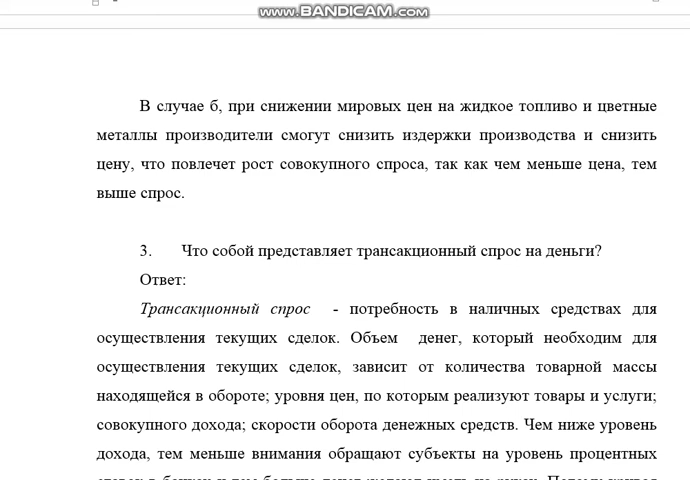 www.BANDICAM.com
В случае б, при снижении мировых цен на жидкое топливо и цветные
металлы производители смогут снизить издержки производства и снизить
цену, что повлечет рост совокупного спроса, так как чем меньше цена, тем
выше спрос.
3. Что собой представляет трансакционный спрос на деньги?
Ответ:
Трансакционный спрос - потребность в наличных средствах для
осуществления текущих сделок. Объем денег, который необходим для
осуществления текущих сделок, зависит от количества товарной массы
находящейся в обороте; уровня цен, по которым реализуют товары и услуги;
совокупного дохода; скорости оборота денежных средств. Чем ниже уровень
дохода, тем меньше внимания обращают субъекты на уровень процентных